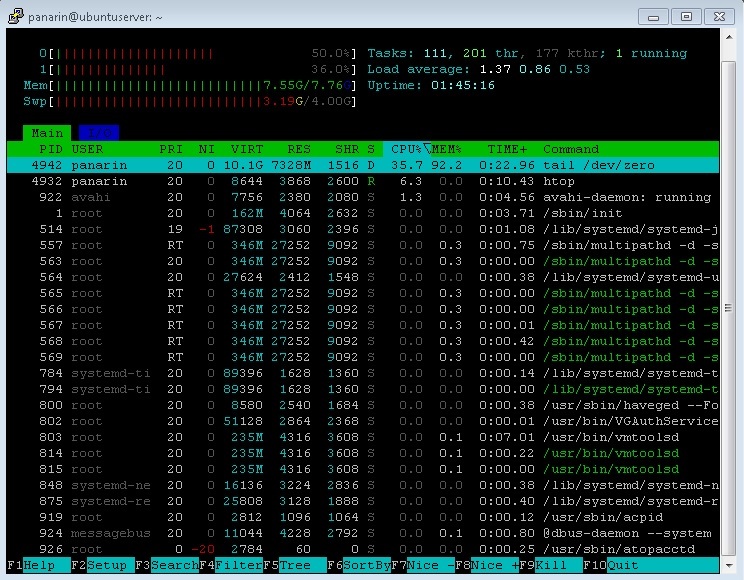 panarin@ubuntuserver: ~
0[|||||||||||||||||||| 50.0%] Tasks: 111, 201 thr, 177 kthr; 1 running
1[|||||||||||||| 36.0%] Load average: 1.37 0.86 0.53
Mem[||||||||||||||||||||||||||7.55G/7.76G] Uptime: 01:45:16
Swp[||||||||||||||||||||||||||3.19G/4.00G]
Main I/O
PID USER PRI NI VIRT RES SHR S CPU%▽MEM% TIME+ Command
4942 panarin 20 0 10.1G 7328M 1516 D 35.7 92.2 0:22.96 tail /dev/zero
4932 panarin 20 0 8644 3868 2600 R 6.3 0.0 0:10.43 htop
922 avahi 20 0 7756 2380 2080 S 1.3 0.0 0:04.56 avahi-daemon: running
1 root 20 0 162M 4064 2632 S 0.0 0.0 0:03.71 /sbin/init
514 root 19 -1 87308 3060 2396 S 0.0 0.0 0:01.08 /lib/systemd/systemd-j
557 root RT 0 346M 27252 9092 S 0.0 0.3 0:00.75 /sbin/multipathd -d -s
563 root 20 0 346M 27252 9092 S 0.0 0.3 0:00.00 /sbin/multipathd -d -s
564 root 20 0 27624 2412 1548 S 0.0 0.0 0:00.38 /lib/systemd/systemd-u
565 root RT 0 346M 27252 9092 S 0.0 0.3 0:00.00 /sbin/multipathd -d -s
566 root RT 0 346M 27252 9092 S 0.0 0.3 0:00.00 /sbin/multipathd -d -s
567 root RT 0 346M 27252 9092 S 0.0 0.3 0:00.01 /sbin/multipathd -d -s
568 root RT 0 346M 27252 9092 S 0.0 0.3 0:00.42 /sbin/multipathd -d -s
569 root RT 0 346M 27252 9092 S 0.0 0.3 0:00.00 /sbin/multipathd -d -s
784 systemd-ti 20 0 89396 1628 1360 S 0.0 0.0 0:00.14 /lib/systemd/systemd-t
794 systemd-ti 20 0 89396 1628 1360 S 0.0 0.0 0:00.00 /lib/systemd/systemd-t
800 root 20 0 8580 2540 1684 S 0.0 0.0 0:00.38 /usr/sbin/haveged --Fo
802 root 20 0 51128 2864 2368 S 0.0 0.0 0:00.01 /usr/bin/VGAuthService
803 root 20 0 235M 4316 3608 S 0.0 0.1 0:07.01 /usr/bin/vmtoolsd
814 root 20 0 235M 4316 3608 S 0.0 0.1 0:00.22 /usr/bin/vmtoolsd
815 root 20 0 235M 4316 3608 S 0.0 0.1 0:00.00 /usr/bin/vmtoolsd
848 systemd-ne 20 0 16136 3224 2836 S 0.0 0.0 0:00.38 /lib/systemd/systemd-n
875 systemd-re 20 0 25808 3128 1888 S 0.0 0.0 0:00.40 /lib/systemd/systemd-r
919 root 20 0 2812 1096 1064 S 0.0 0.0 0:00.12 /usr/sbin/acpid
924 messagebus 20 0 11044 4228 2792 S 0.0 0.1 0:00.80 @dbus-daemon --system
926 root 0 -20 2784 60 0 S 0.0 0.0 0:00.25 /usr/sbin/atopacctd
F1Help F2Setup F3SearchF4FilterF5Tree F6SortByF7Nice -F8Nice +F9Kill F10Quit